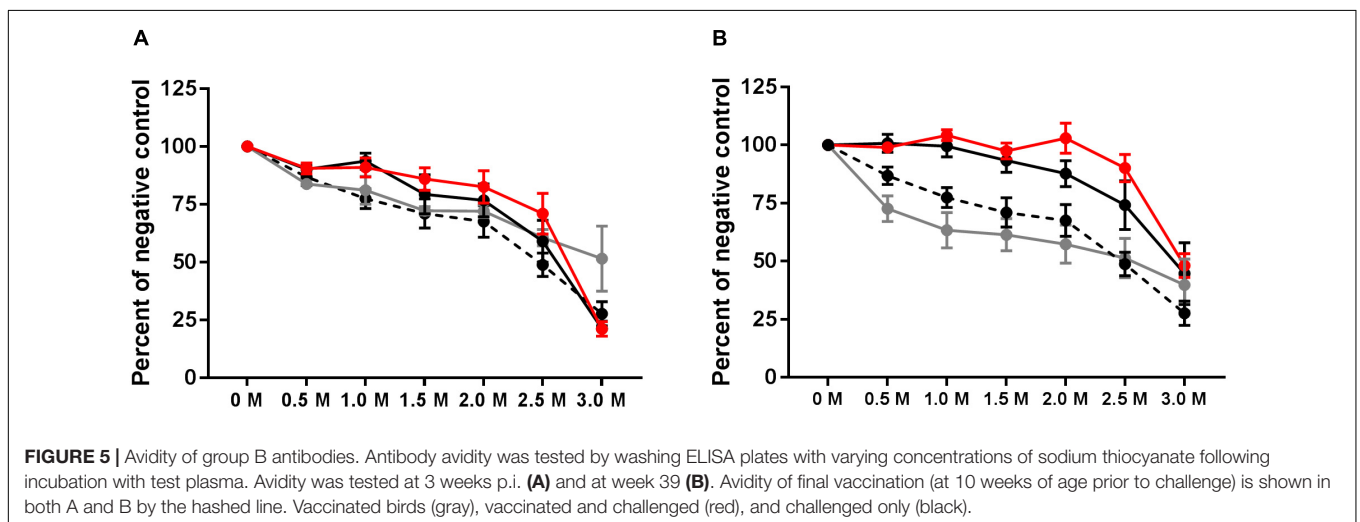 A
Percent of negative control
125
100
75
50
25
0
0 M 0.5 M 1.0 M 1.5 M 2.0 M 2.5 M 3.0 M
B
Percent of negative control
125
100
75
50
25
0
0 M 0.5 M 1.0 M 1.5 M 2.0 M 2.5 M 3.0 M
FIGURE 5 | Avidity of group B antibodies. Antibody avidity was tested by washing ELISA plates with varying concentrations of sodium thiocyanate following
incubation with test plasma. Avidity was tested at 3 weeks p.i. (A) and at week 39 (B). Avidity of final vaccination (at 10 weeks of age prior to challenge) is shown in
both A and B by the hashed line. Vaccinated birds (gray), vaccinated and challenged (red), and challenged only (black).